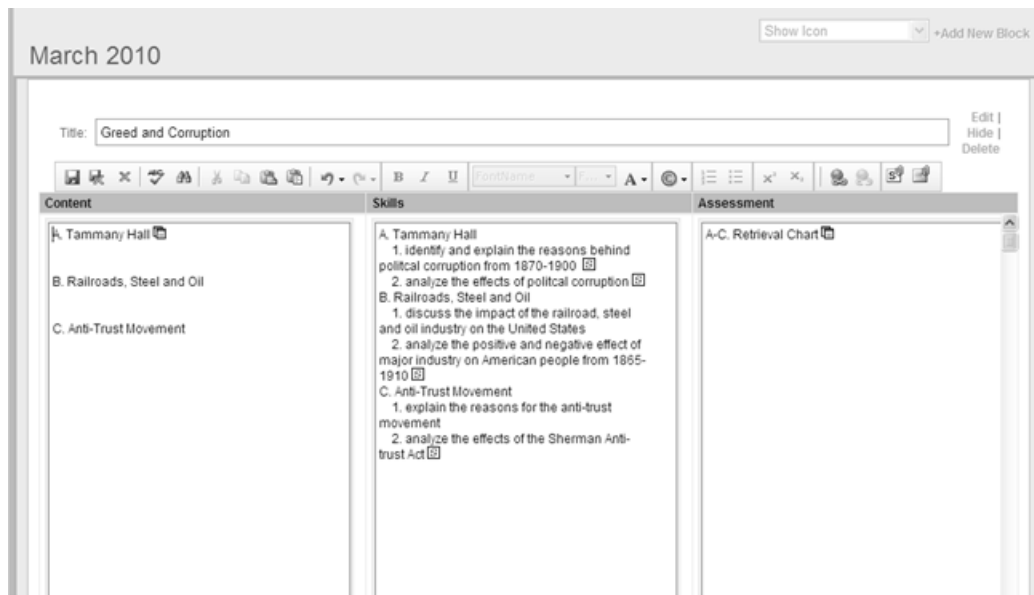 Show Icon
+Add New Block
March 2010
Edit |
Hide |
Delete
Title: Greed and Corruption
B I U FontName F... A
Content Skills Assessment
A. Tammany Hall
B. Railroads, Steel and Oil
C. Anti-Trust Movement
A. Tammany Hall
1. identify and explain the reasons behind
politcal corruption from 1870-1900
2. analyze the effects of politcal corruption
B. Railroads, Steel and Oil
1. discuss the impact of the railroad, steel
and oil industry on the United States
2. analyze the positive and negative effect of
major industry on American people from 1865-
1910
C. Anti-Trust Movement
1. explain the reasons for the anti-trust
movement
2. analyze the effects of the Sherman Anti-
trust Act
A-C. Retrieval Chart